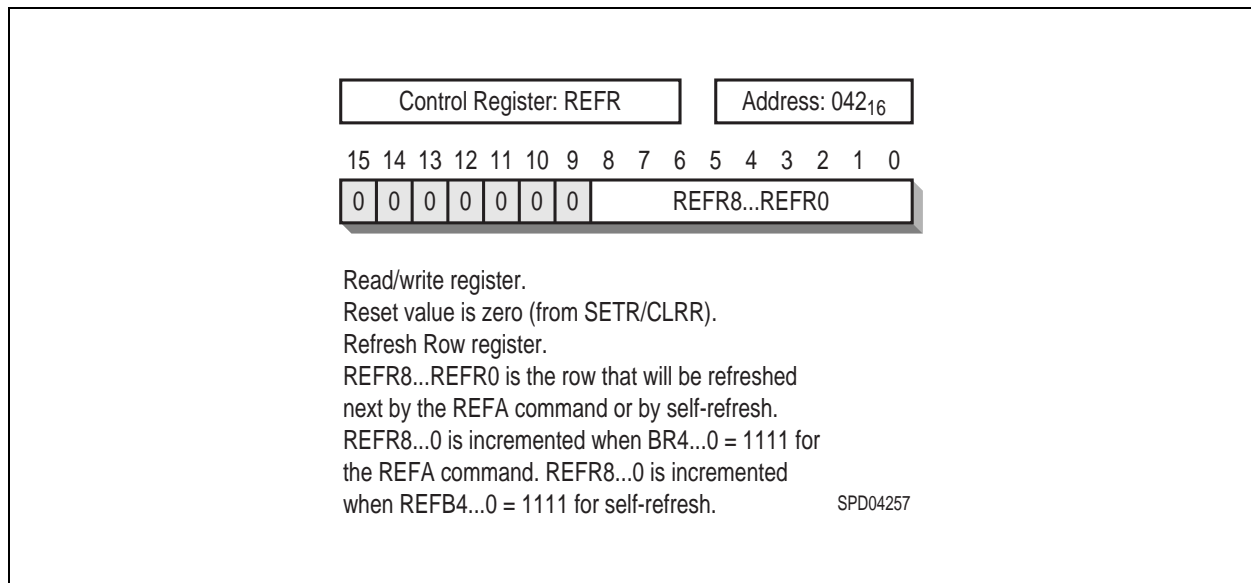 Control Register: REFR Address: 042₁₆
15 14 13 12 11 10 9 8 7 6 5 4 3 2 1 0
0 0 0 0 0 0 0 REFR8...REFR0
Read/write register.
Reset value is zero (from SETR/CLRR).
Refresh Row register.
REFR8...REFR0 is the row that will be refreshed
next by the REFA command or by self-refresh.
REFR8...0 is incremented when BR4...0 = 1111 for
the REFA command. REFR8...0 is incremented
when REFB4...0 = 1111 for self-refresh. SPD04257